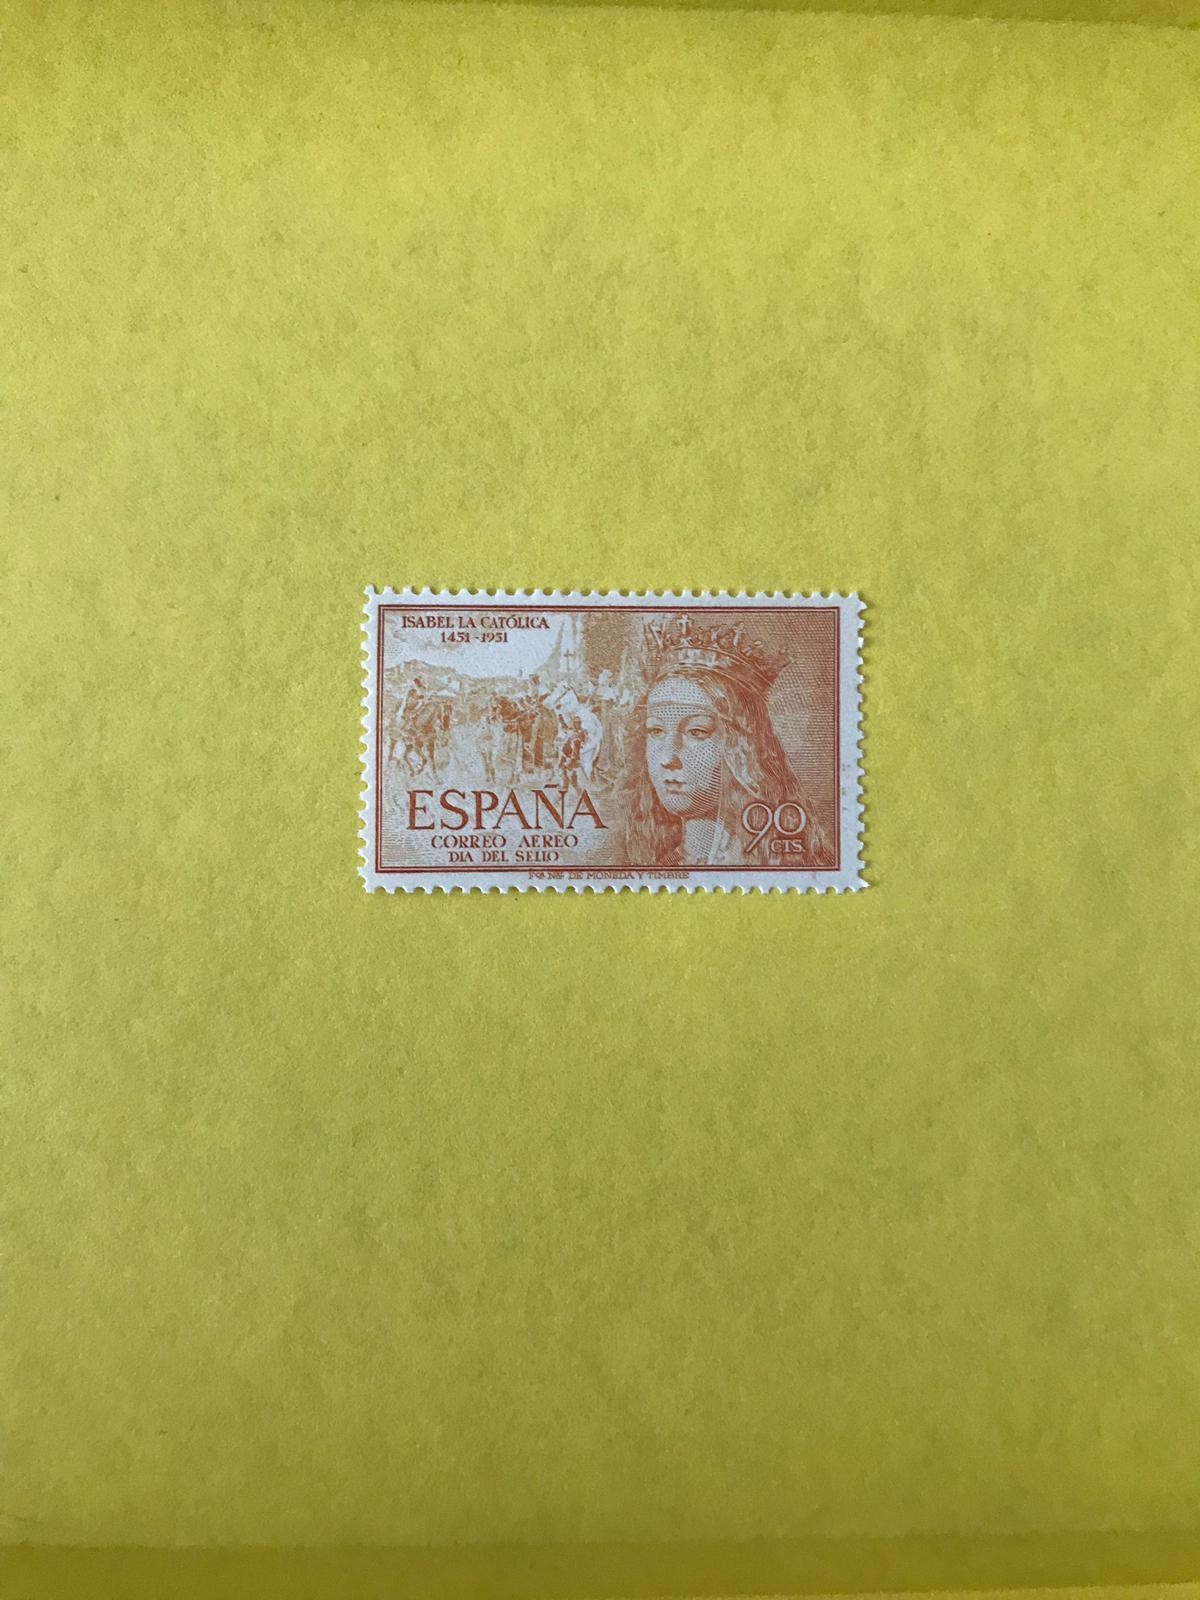 ISABEL LA CATÓLICA
1451-1951
ESPAÑA
CORREO AEREO
DIA DEL SELLO
90
CTS.
Fca. Nal. DE MONEDA Y TIMBRE